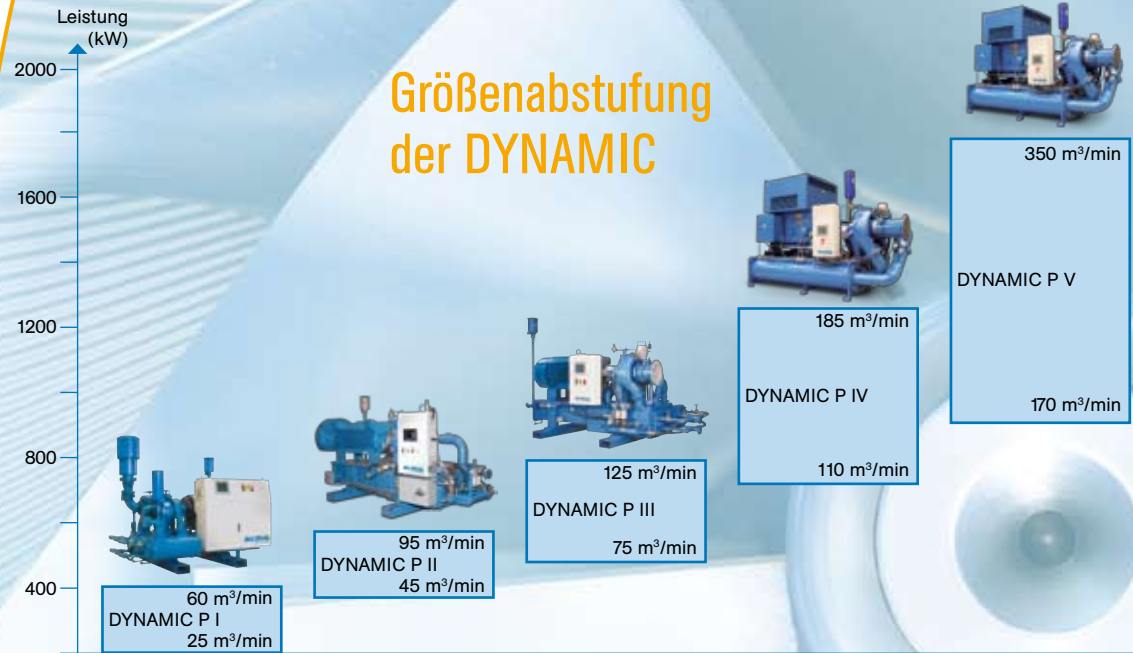 Leistung
(kW)
2000
1600
1200
800
400
Größenabstufung
der DYNAMIC
60 m³/min
DYNAMIC P I
25 m³/min
95 m³/min
DYNAMIC P II
45 m³/min
125 m³/min
DYNAMIC P III
75 m³/min
185 m³/min
DYNAMIC P IV
110 m³/min
350 m³/min
DYNAMIC P V
170 m³/min